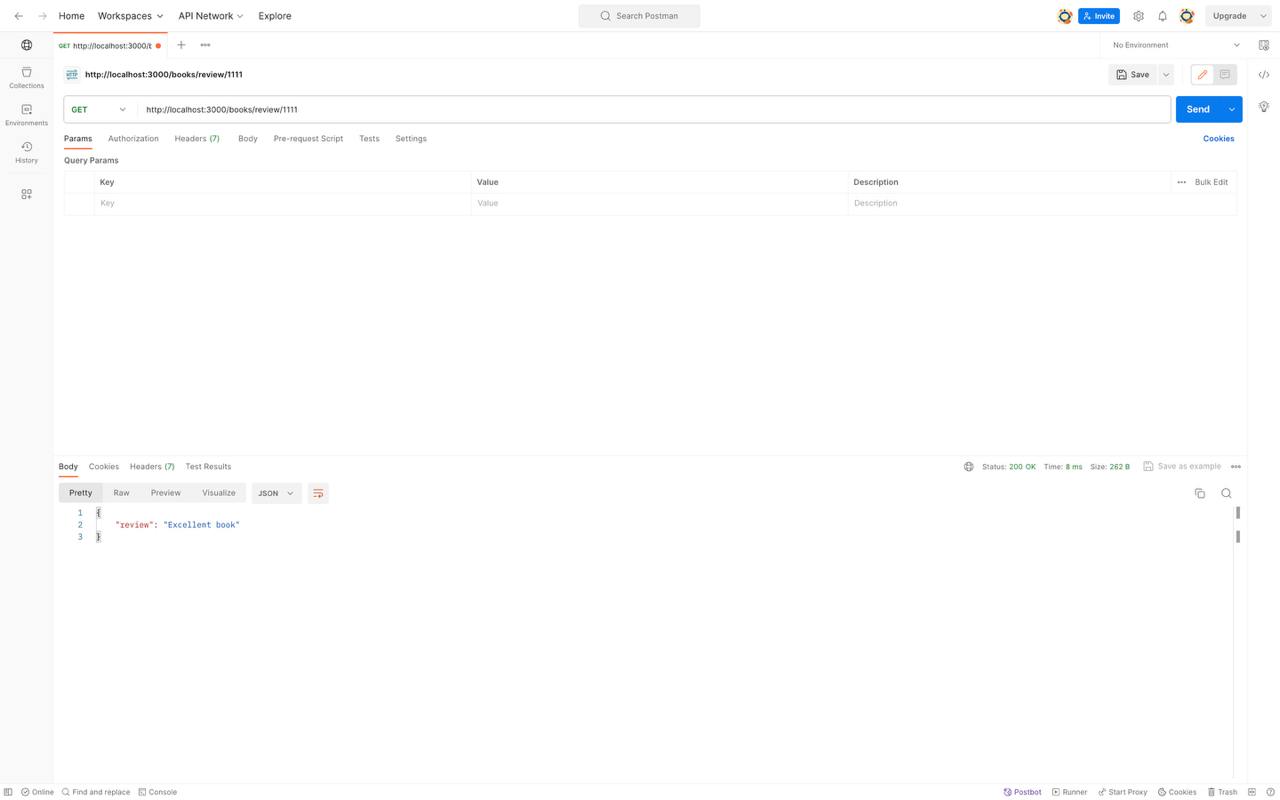 Home Workspaces API Network Explore Search Postman Invite Upgrade
GET http://localhost:3000/b No Environment
http://localhost:3000/books/review/1111 Save
GET http://localhost:3000/books/review/1111 Send
Params Authorization Headers (7) Body Pre-request Script Tests Settings Cookies
Query Params
Key Value Description Bulk Edit
Key Value Description
Collections
Environments
History
Body Cookies Headers (7) Test Results Status: 200 OK Time: 8 ms Size: 262 B Save as example
Pretty Raw Preview Visualize JSON
1 {
2 "review": "Excellent book"
3 }
Online Find and replace Console Postbot Runner Start Proxy Cookies Trash